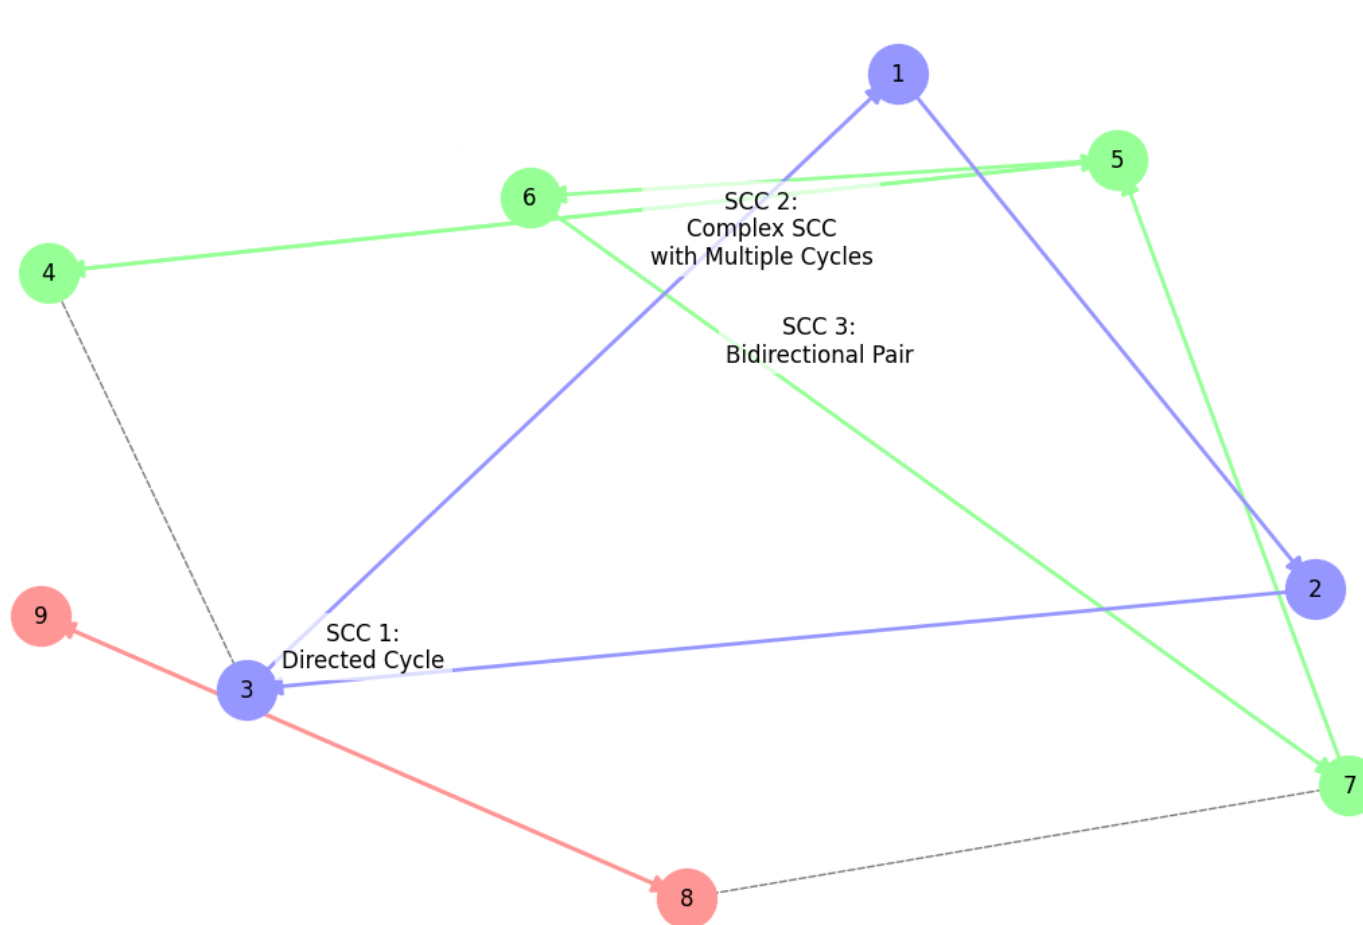 1
5
6
SCC 2:
Complex SCC
with Multiple Cycles
4
SCC 3:
Bidirectional Pair
2
9
SCC 1:
Directed Cycle
3
7
8